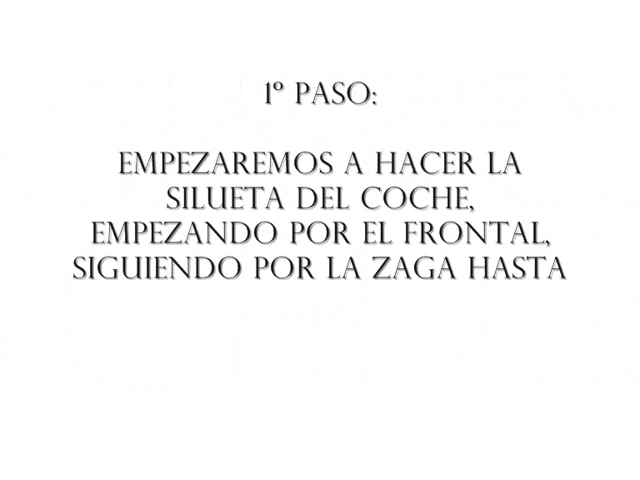 1º PASO:
EMPEZAREMOS A HACER LA
SILUETA DEL COCHE,
EMPEZANDO POR EL FRONTAL,
SIGUIENDO POR LA ZAGA HASTA